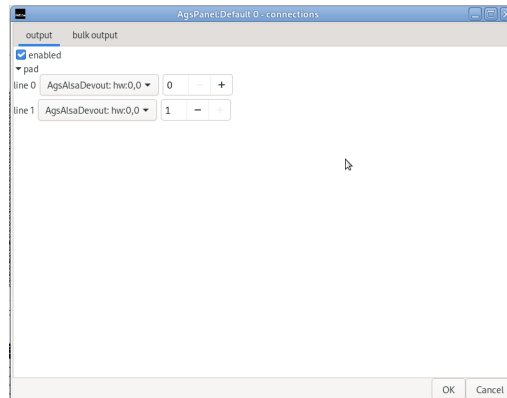 AgsPanel:Default 0 - connections
output bulk output
enabled
pad
line 0 AgsAlsaDevout: hw:0,0 0 − +
line 1 AgsAlsaDevout: hw:0,0 1 − +
OK Cancel